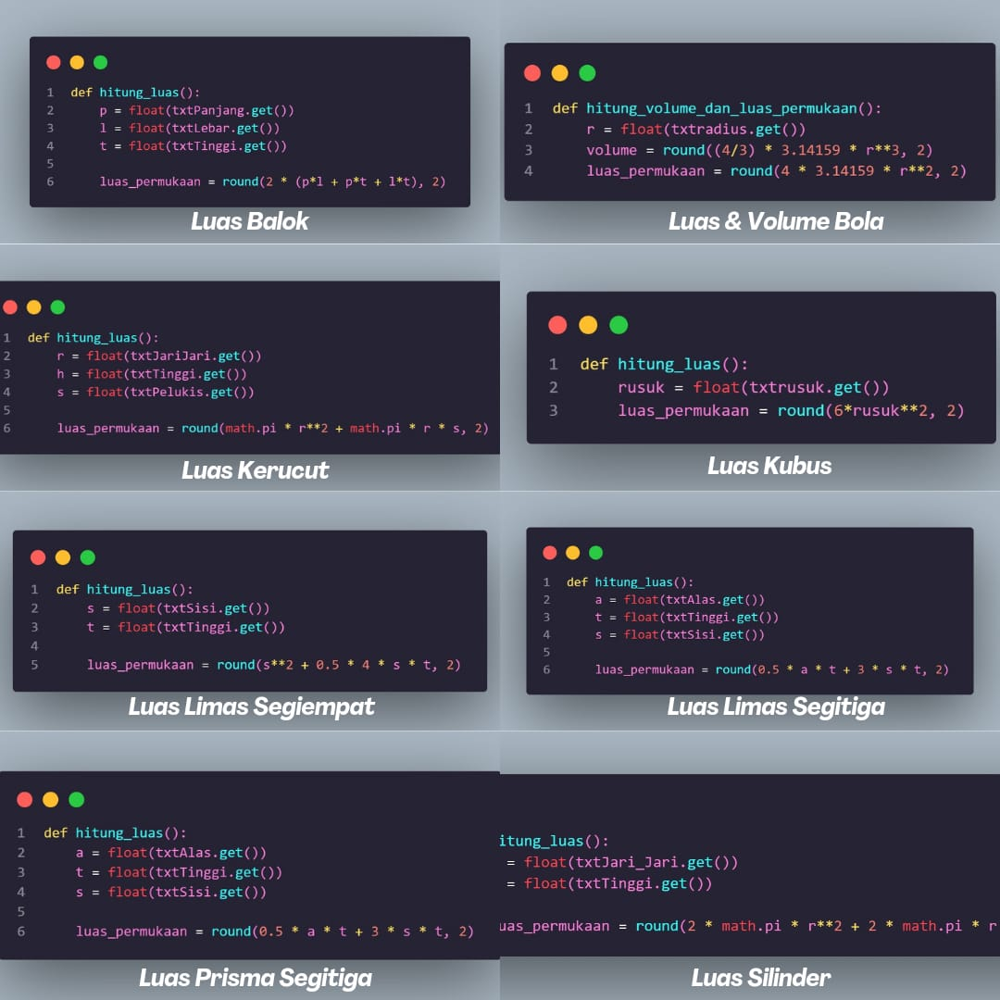 1 def hitung_luas():
2 p = float(txtPanjang.get())
3 l = float(txtLebar.get())
4 t = float(txtTinggi.get())
5
6 luas_permukaan = round(2 * (p*l + p*t + l*t), 2)
Luas Balok
1 def hitung_volume_dan_luas_permukaan():
2 r = float(txtradius.get())
3 volume = round((4/3) * 3.14159 * r**3, 2)
4 luas_permukaan = round(4 * 3.14159 * r**2, 2)
Luas & Volume Bola
1 def hitung_luas():
2 r = float(txtJariJari.get())
3 h = float(txtTinggi.get())
4 s = float(txtPelukis.get())
5
6 luas_permukaan = round(math.pi * r**2 + math.pi * r * s, 2)
Luas Kerucut
1 def hitung_luas():
2 rusuk = float(txtrusuk.get())
3 luas_permukaan = round(6*rusuk**2, 2)
Luas Kubus
1 def hitung_luas():
2 s = float(txtSisi.get())
3 t = float(txtTinggi.get())
4
5 luas_permukaan = round(s**2 + 0.5 * 4 * s * t, 2)
Luas Limas Segiempat
1 def hitung_luas():
2 a = float(txtAlas.get())
3 t = float(txtTinggi.get())
4 s = float(txtSisi.get())
5
6 luas_permukaan = round(0.5 * a * t + 3 * s * t, 2)
Luas Limas Segitiga
1 def hitung_luas():
2 a = float(txtAlas.get())
3 t = float(txtTinggi.get())
4 s = float(txtSisi.get())
5
6 luas_permukaan = round(0.5 * a * t + 3 * s * t, 2)
Luas Prisma Segitiga
itung_luas():
= float(txtJari_Jari.get())
= float(txtTinggi.get())
uas_permukaan = round(2 * math.pi * r**2 + 2 * math.pi * r
Luas Silinder